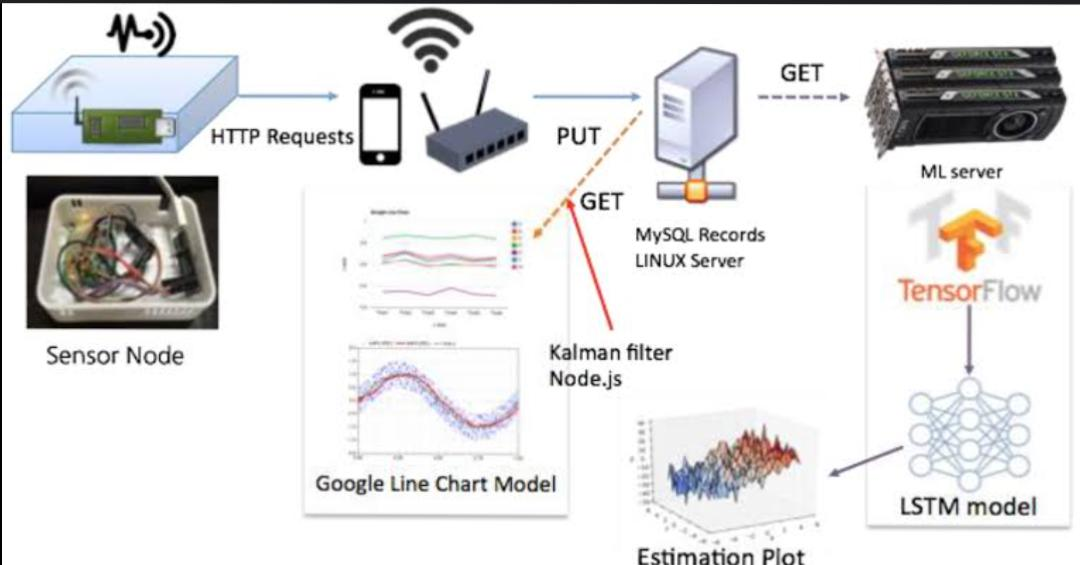 HTTP Requests
PUT
GET
GET
ML server
MySQL Records
LINUX Server
TensorFlow
Sensor Node
Kalman filter
Node.js
Google Line Chart Model
LSTM model
Estimation Plot